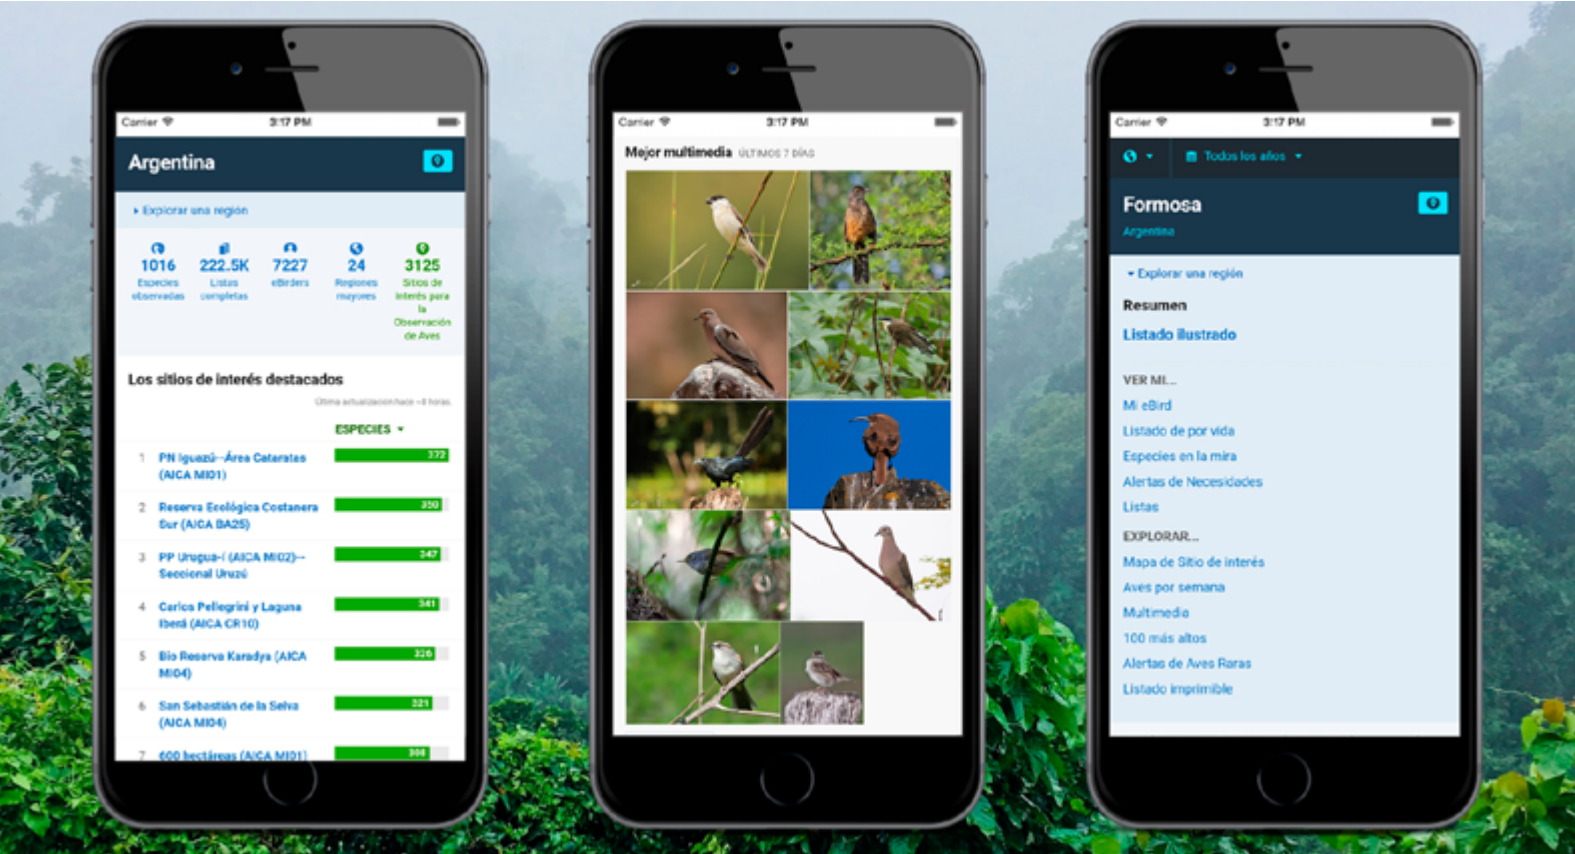 Carrier
3:17 PM
Argentina
Explorar una región
1016
Especies
observadas
222.5K
Listas
completas
7227
eBirders
24
Regiones
mayores
3125
Sitios de
Interés para
la
Observación
de Aves
Los sitios de interés destacados
Última actualización hace ~8 horas.
ESPECIES
1 PN Iguazú--Área Cataratas
(AICA MI01)
372
2 Reserva Ecológica Costanera
Sur (AICA BA25)
350
3 PP Urugua-í (AICA MI02)--
Seccional Uruzú
347
4 Carlos Pellegrini y Laguna
Iberá (AICA CR10)
341
5 Bio Reserva Karadya (AICA
MI04)
326
6 San Sebastián de la Selva
(AICA MI04)
321
7 600 hectáreas (AICA MI01)
308
Carrier
3:17 PM
Mejor multimedia ÚLTIMOS 7 DÍAS
Carrier
3:17 PM
Todos los años
Formosa
Argentina
Explorar una región
Resumen
Listado ilustrado
VER MI...
Mi eBird
Listado de por vida
Especies en la mira
Alertas de Necesidades
Listas
EXPLORAR...
Mapa de Sitio de interés
Aves por semana
Multimedia
100 más altos
Alertas de Aves Raras
Listado imprimible